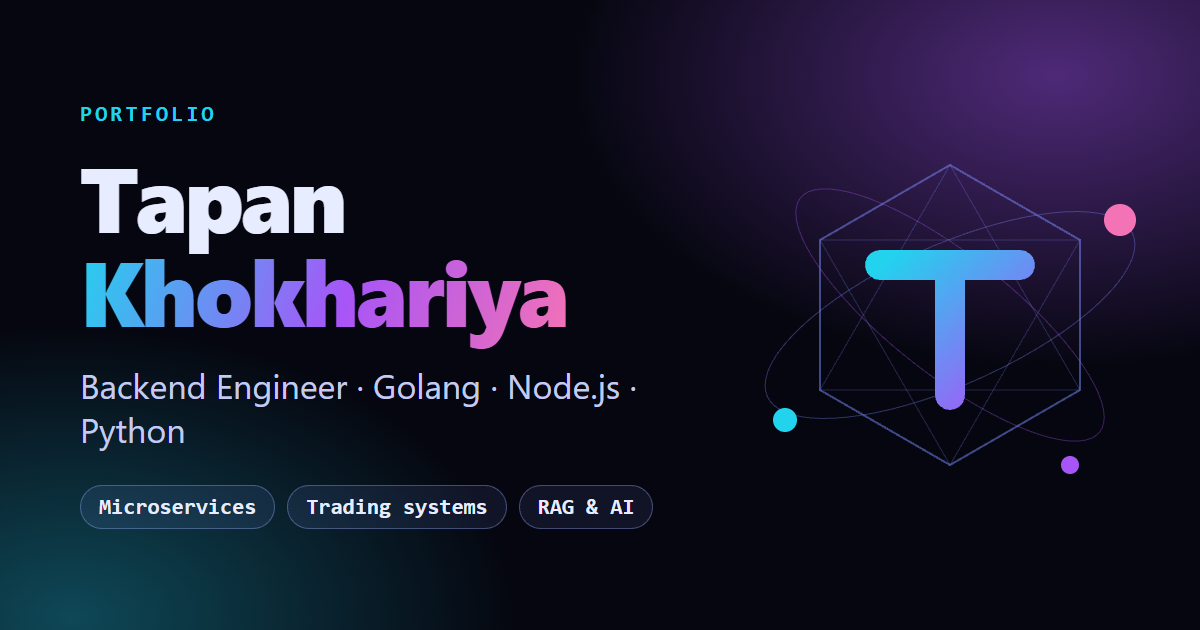 PORTFOLIO
Tapan
Khokhariya
Backend Engineer · Golang · Node.js ·
Python
Microservices
Trading systems
RAG & AI
T